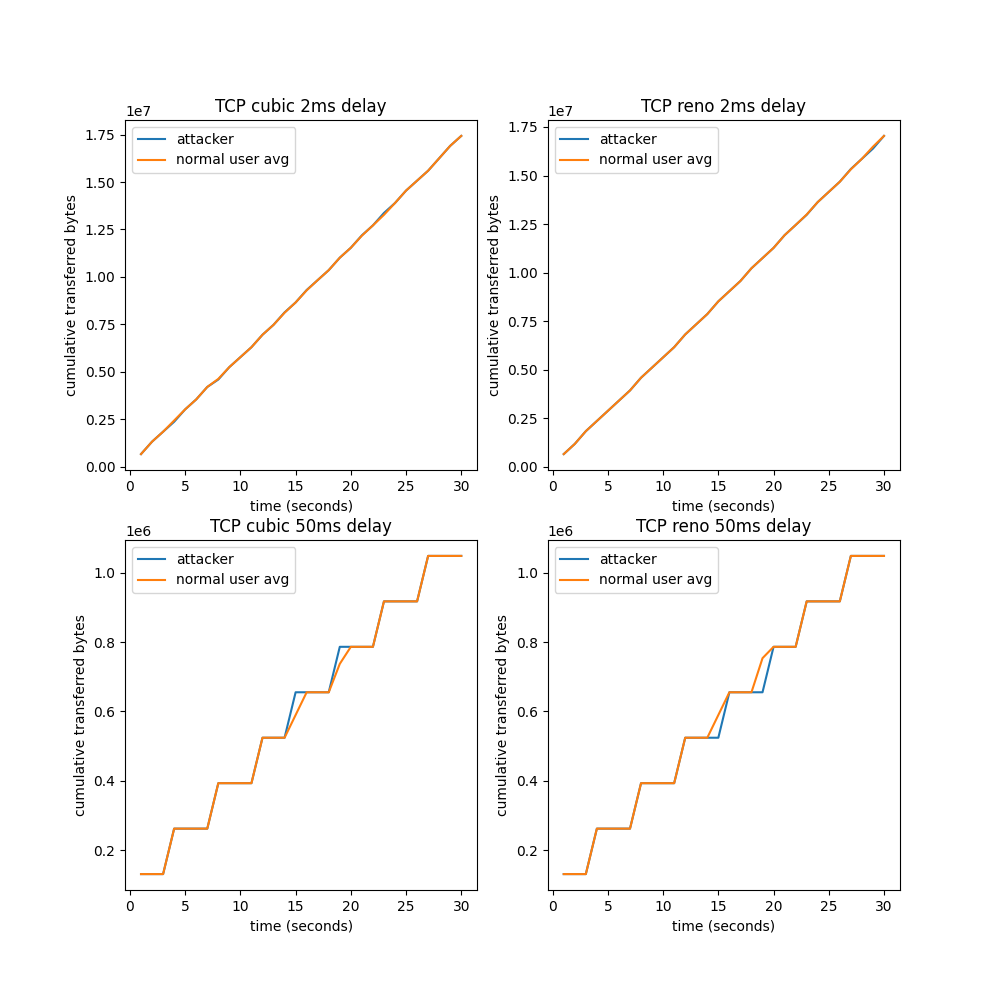 TCP cubic 2ms delay
1e7
attacker
normal user avg
cumulative transferred bytes
1.75
1.50
1.25
1.00
0.75
0.50
0.25
0.00
0 5 10 15 20 25 30
time (seconds)
TCP reno 2ms delay
1e7
attacker
normal user avg
cumulative transferred bytes
1.75
1.50
1.25
1.00
0.75
0.50
0.25
0.00
0 5 10 15 20 25 30
time (seconds)
TCP cubic 50ms delay
1e6
attacker
normal user avg
cumulative transferred bytes
1.0
0.8
0.6
0.4
0.2
0 5 10 15 20 25 30
time (seconds)
TCP reno 50ms delay
1e6
attacker
normal user avg
cumulative transferred bytes
1.0
0.8
0.6
0.4
0.2
0 5 10 15 20 25 30
time (seconds)